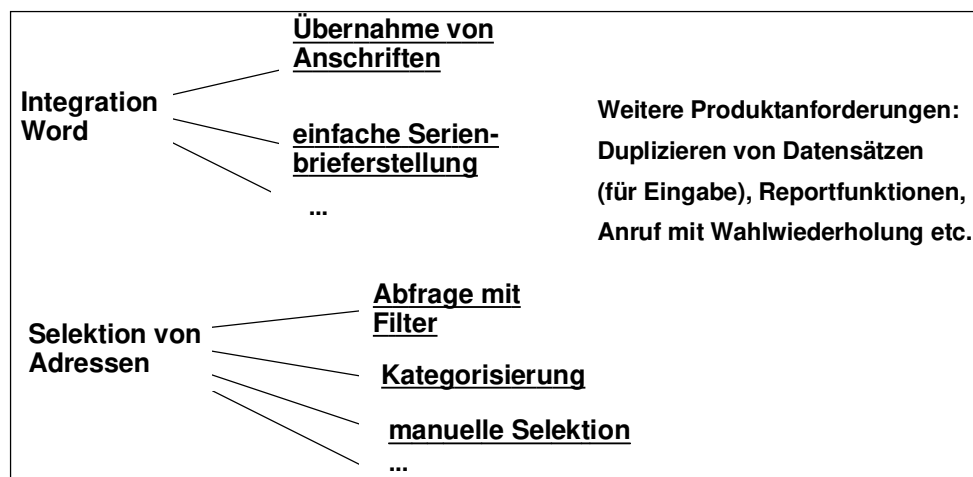 Übernahme von
Anschriften
Integration
Word
einfache Serien-
brieferstellung
...
Weitere Produktanforderungen:
Duplizieren von Datensätzen
(für Eingabe), Reportfunktionen,
Anruf mit Wahlwiederholung etc.
Selektion von
Adressen
Abfrage mit
Filter
Kategorisierung
manuelle Selektion
...